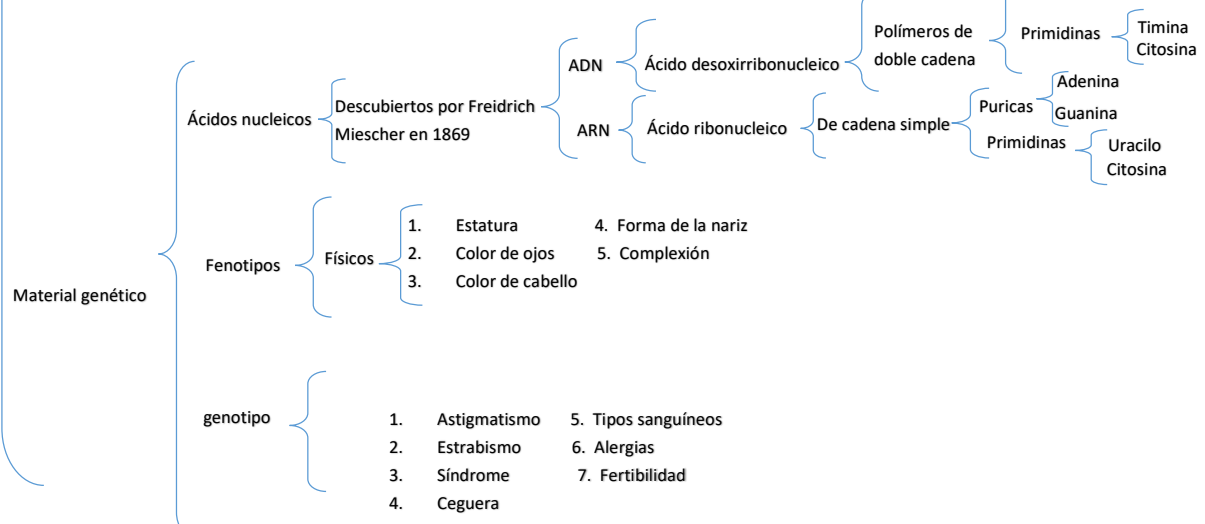 Material genético
Ácidos nucleicos
Descubiertos por Freidrich
Miescher en 1869
ADN
Ácido desoxirribonucleico
Polímeros de
doble cadena
Primidinas
Timina
Citosina
ARN
Ácido ribonucleico
De cadena simple
Puricas
Adenina
Guanina
Primidinas
Uracilo
Citosina
Fenotipos
Físicos
1. Estatura 4. Forma de la nariz
2. Color de ojos 5. Complexión
3. Color de cabello
genotipo
1. Astigmatismo 5. Tipos sanguíneos
2. Estrabismo 6. Alergias
3. Síndrome 7. Fertibilidad
4. Ceguera